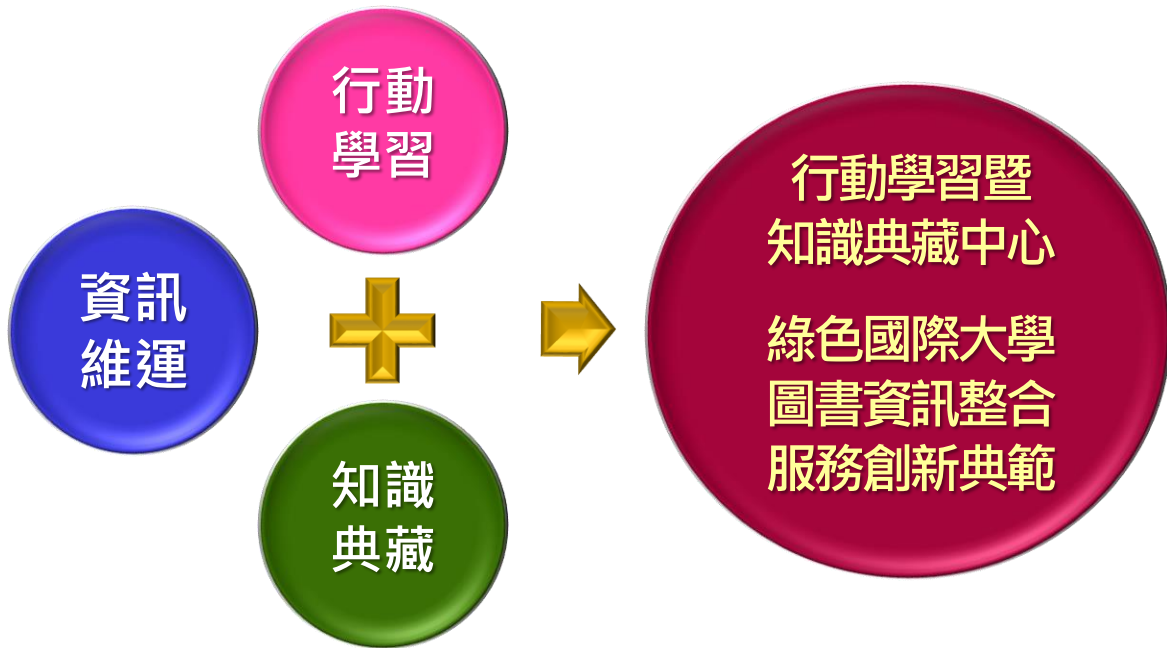 行動
學習
資訊
維運
知識
典藏
行動學習暨
知識典藏中心
綠色國際大學
圖書資訊整合
服務創新典範